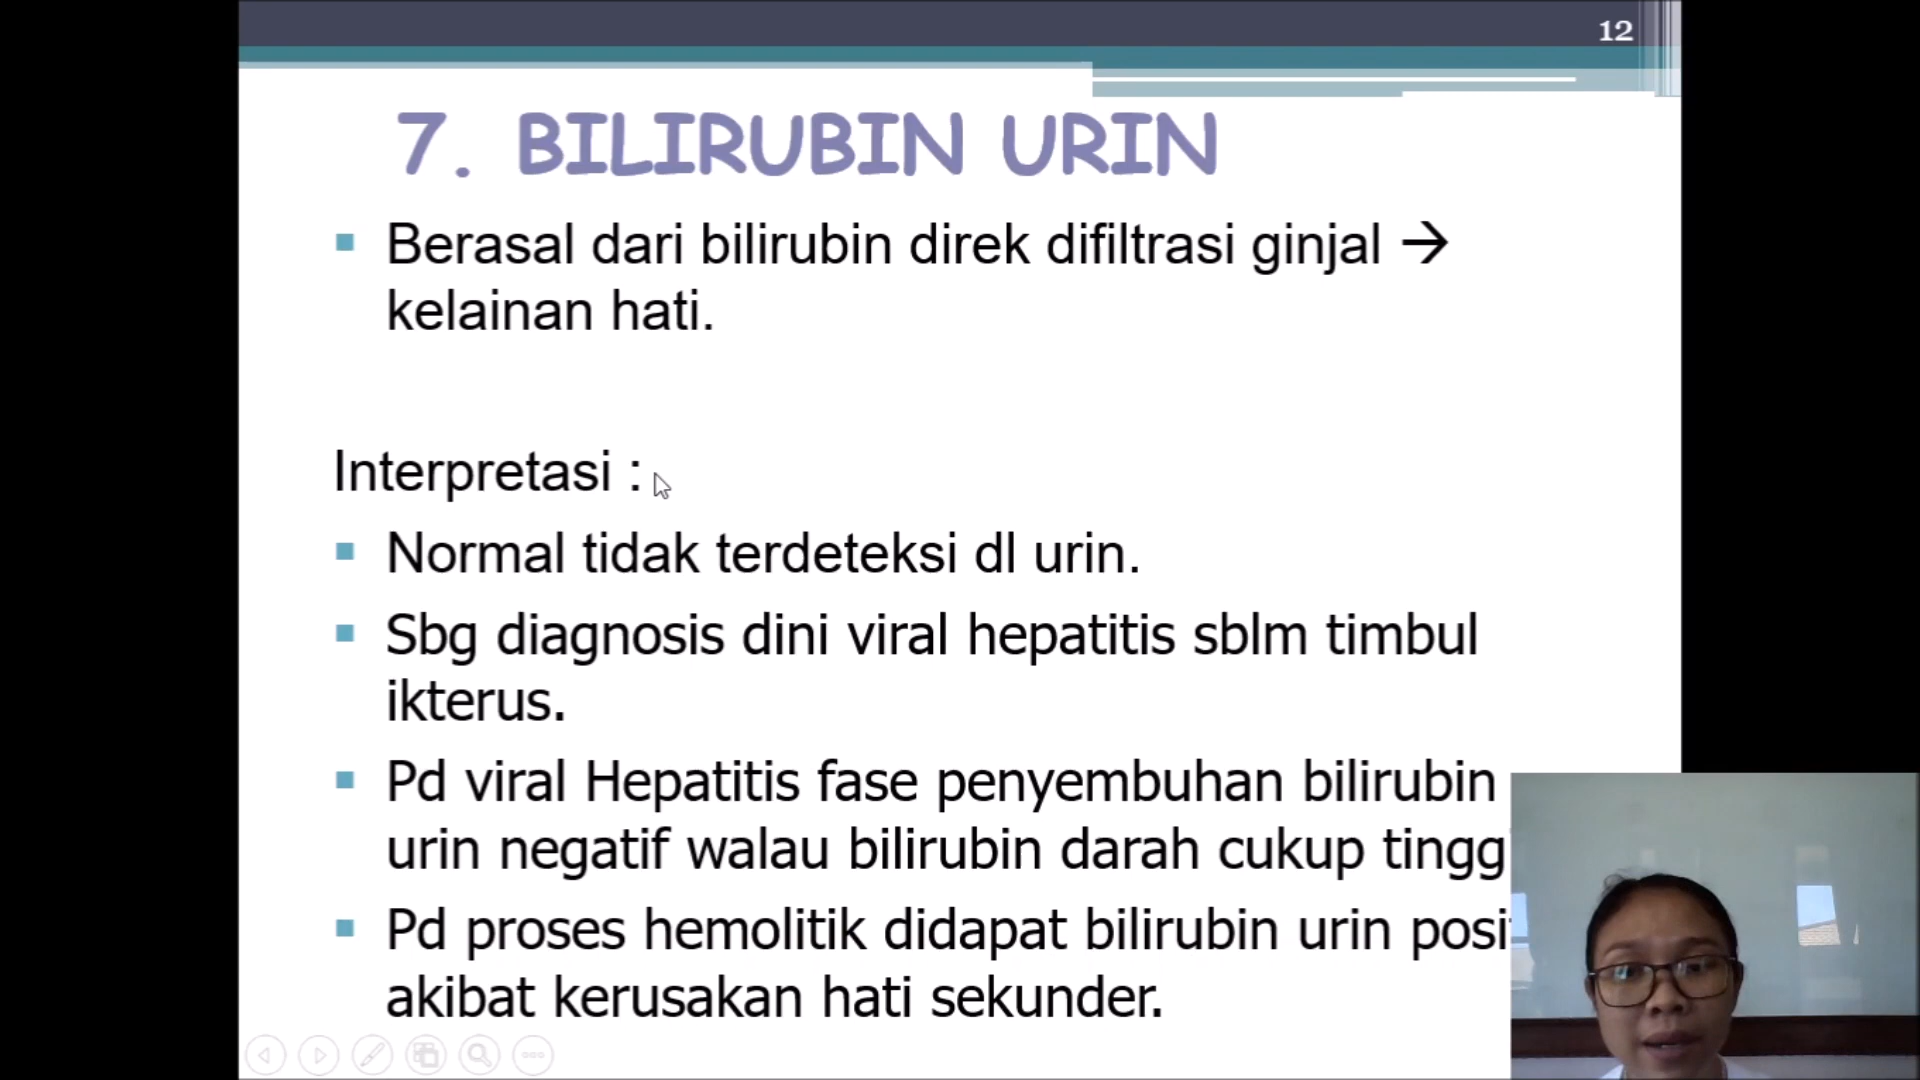 12
7. BILIRUBIN URIN
▪ Berasal dari bilirubin direk difiltrasi ginjal →
kelainan hati.
Interpretasi :
▪ Normal tidak terdeteksi dl urin.
▪ Sbg diagnosis dini viral hepatitis sblm timbul
ikterus.
▪ Pd viral Hepatitis fase penyembuhan bilirubin
urin negatif walau bilirubin darah cukup tingg
▪ Pd proses hemolitik didapat bilirubin urin posi
akibat kerusakan hati sekunder.